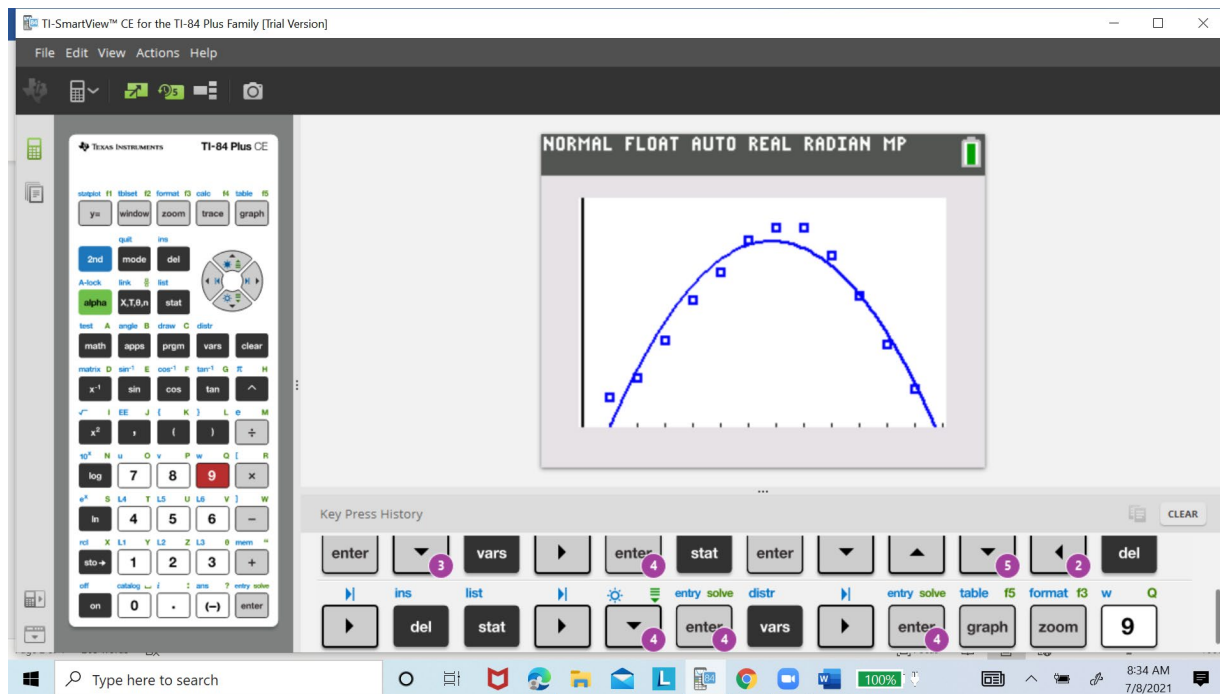 TI-SmartView™ CE for the TI-84 Plus Family [Trial Version]
File Edit View Actions Help
TEXAS INSTRUMENTS TI-84 Plus CE
statplot f1 tblset f2 format f3 calc f4 table f5
y= window zoom trace graph
quit ins
2nd mode del
A-lock link list
alpha X,T,θ,n stat
test A angle B draw C distr
math apps prgm vars clear
matrix D sin⁻¹ E cos⁻¹ F tan⁻¹ G π H
x⁻¹ sin cos tan ^
√ I EE J { K } L e M
x² , ( ) ÷
10ˣ N u O v P w Q [ R
log 7 8 9 ×
eˣ S L4 T L5 U L6 V ] W
ln 4 5 6 −
rcl X L1 Y L2 Z L3 θ mem "
sto→ 1 2 3 +
off catalog i : ans ? entry solve
on 0 . (-) enter
NORMAL FLOAT AUTO REAL RADIAN MP
Key Press History
CLEAR
enter 3 vars enter 4 stat enter 5 2 del
ins list entry solve distr entry solve table f5 format f3 w Q
del stat 4 enter 4 vars enter 4 graph zoom 9
Type here to search
100%
8:34 AM
7/8/2021